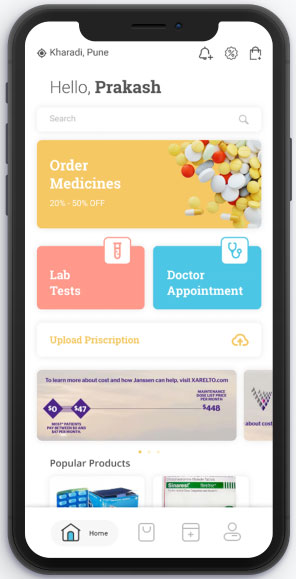 Kharadi, Pune
Hello, Prakash
Search
Order
Medicines
20% - 50% OFF
Lab
Tests
Doctor
Appointment
Upload Priscription
To learn more about cost and how Janssen can help, visit XARELTO.com
$0
$47
MOST* PATIENTS
PAY BETWEEN $0 AND
$47 PER MONTH
MAINTENANCE
DOSE LIST PRICE
PER MONTH
$448
about cost
Popular Products
Sinarest
Home